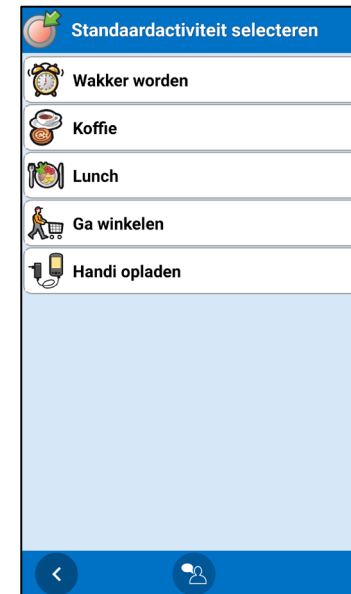 Standaardactiviteit selecteren
Wakker worden
Koffie
Lunch
Ga winkelen
Handi opladen